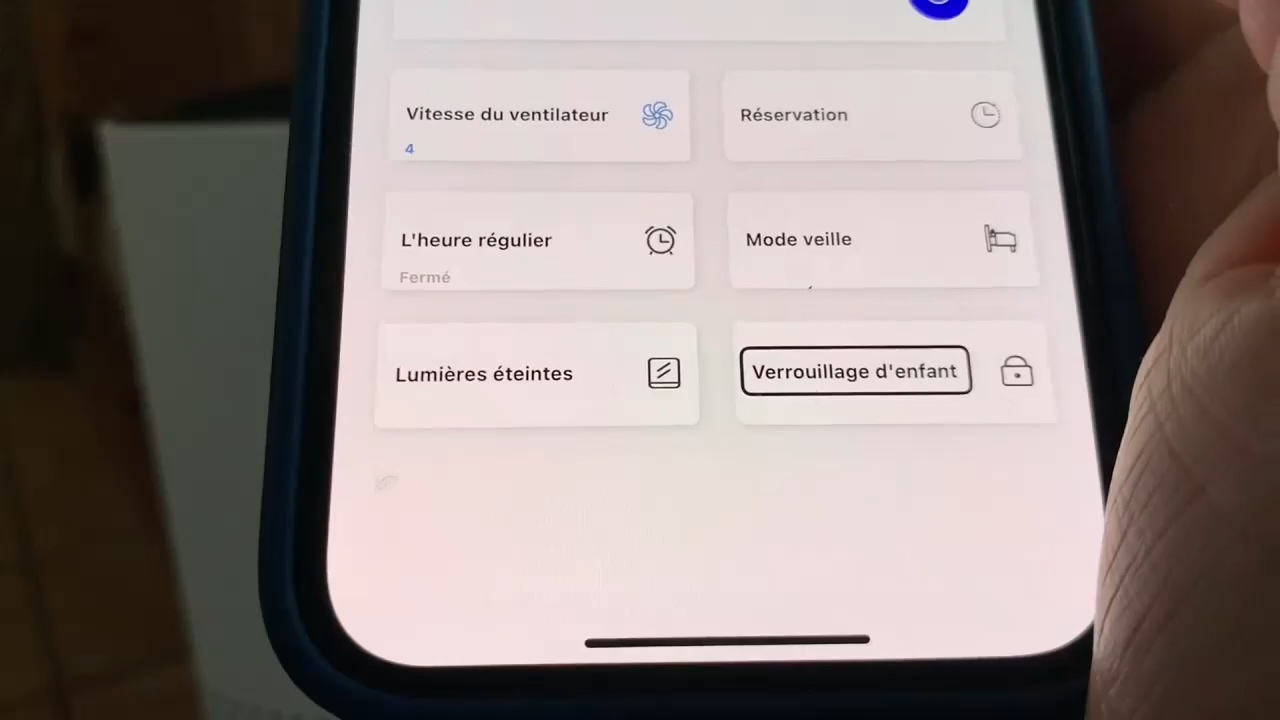 Vitesse du ventilateur
4
Réservation
L'heure régulier
Fermé
Mode veille
Lumières éteintes
Verrouillage d'enfant